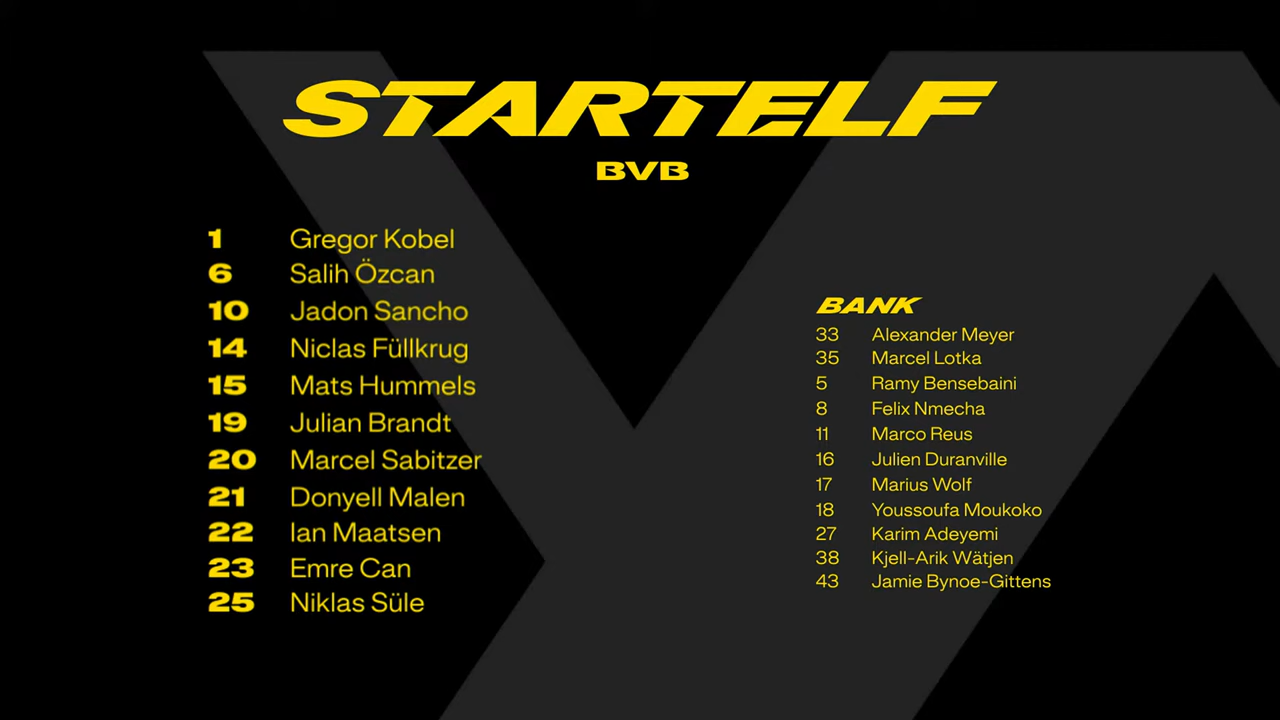 STARTELF
BVB
1 Gregor Kobel
6 Salih Özcan
10 Jadon Sancho
14 Niclas Füllkrug
15 Mats Hummels
19 Julian Brandt
20 Marcel Sabitzer
21 Donyell Malen
22 Ian Maatsen
23 Emre Can
25 Niklas Süle
BANK
33 Alexander Meyer
35 Marcel Lotka
5 Ramy Bensebaini
8 Felix Nmecha
11 Marco Reus
16 Julien Duranville
17 Marius Wolf
18 Youssoufa Moukoko
27 Karim Adeyemi
38 Kjell-Arik Wätjen
43 Jamie Bynoe-Gittens